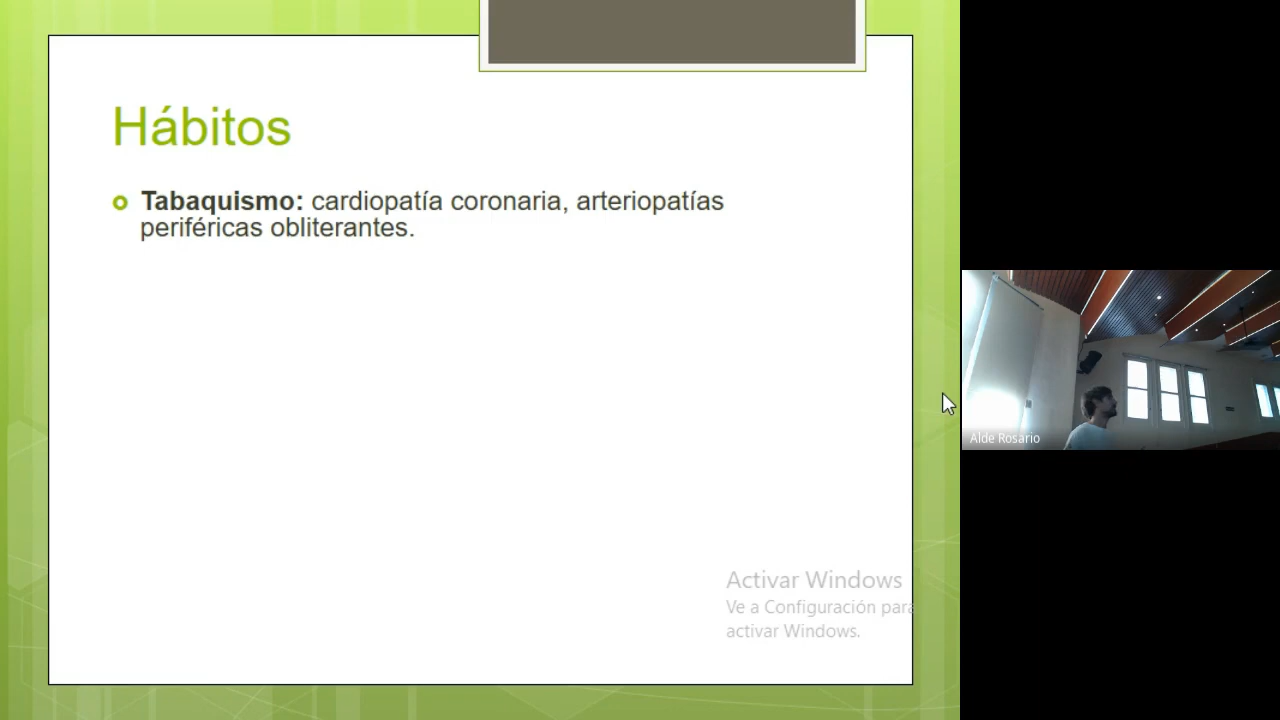 Hábitos
Tabaquismo: cardiopatía coronaria, arteriopatías
periféricas obliterantes.
Activar Windows
Ve a Configuración para
activar Windows.
Alde Rosario